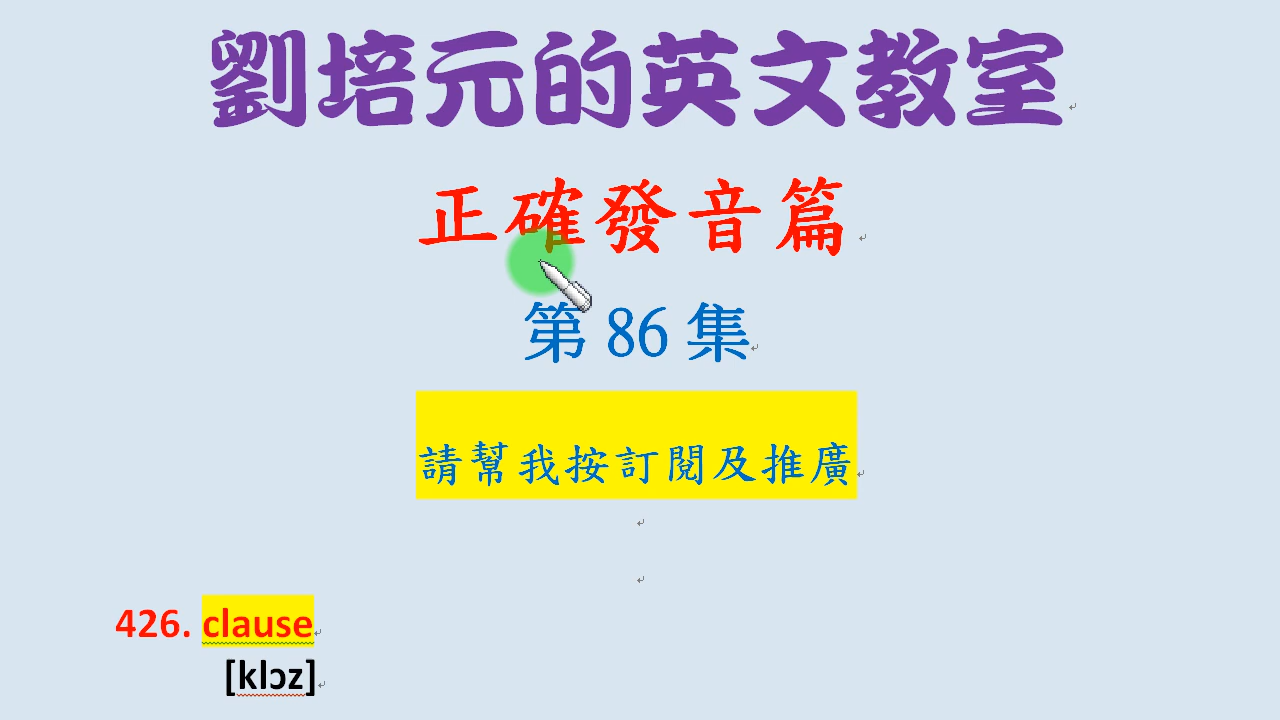 劉培元的英文教室
正確發音篇
第 86 集
請幫我按訂閱及推廣
426. clause
[klɔz]